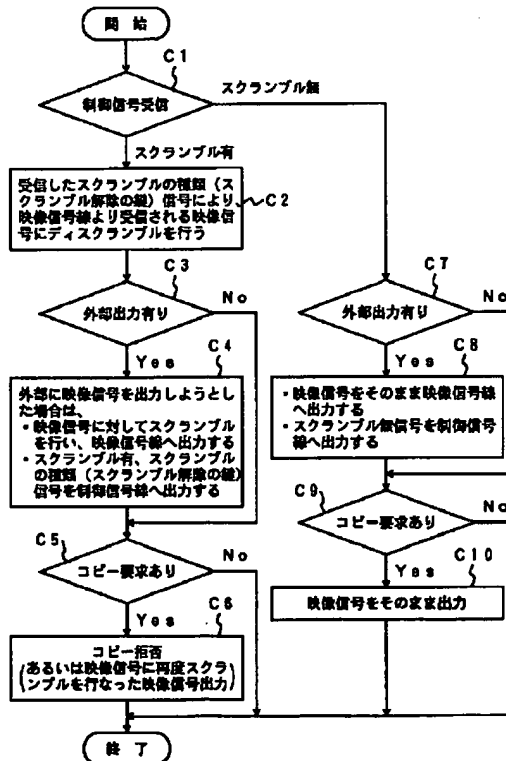 開始
C1
制御信号受信
スクランブル無
スクランブル有
受信したスクランブルの種類（ス
クランブル解除の鍵）信号により
映像信号線より受信される映像信
号にディスクランブルを行う
C2
C3
外部出力有り
No
Yes
C4
外部に映像信号を出力しようとし
た場合は、
・映像信号に対してスクランブル
を行い、映像信号線へ出力する
・スクランブル有、スクランブル
の種類（スクランブル解除の鍵）
信号を制御信号線へ出力する
C5
コピー要求あり
No
Yes
C6
コピー拒否
(あるいは映像信号に再度スクラ
ンブルを行なった映像信号出力)
終了
C7
外部出力有り
No
Yes
C8
・映像信号をそのまま映像信号線
へ出力する
・スクランブル無信号を制御信号
線へ出力する
C9
コピー要求あり
No
Yes
C10
映像信号をそのまま出力